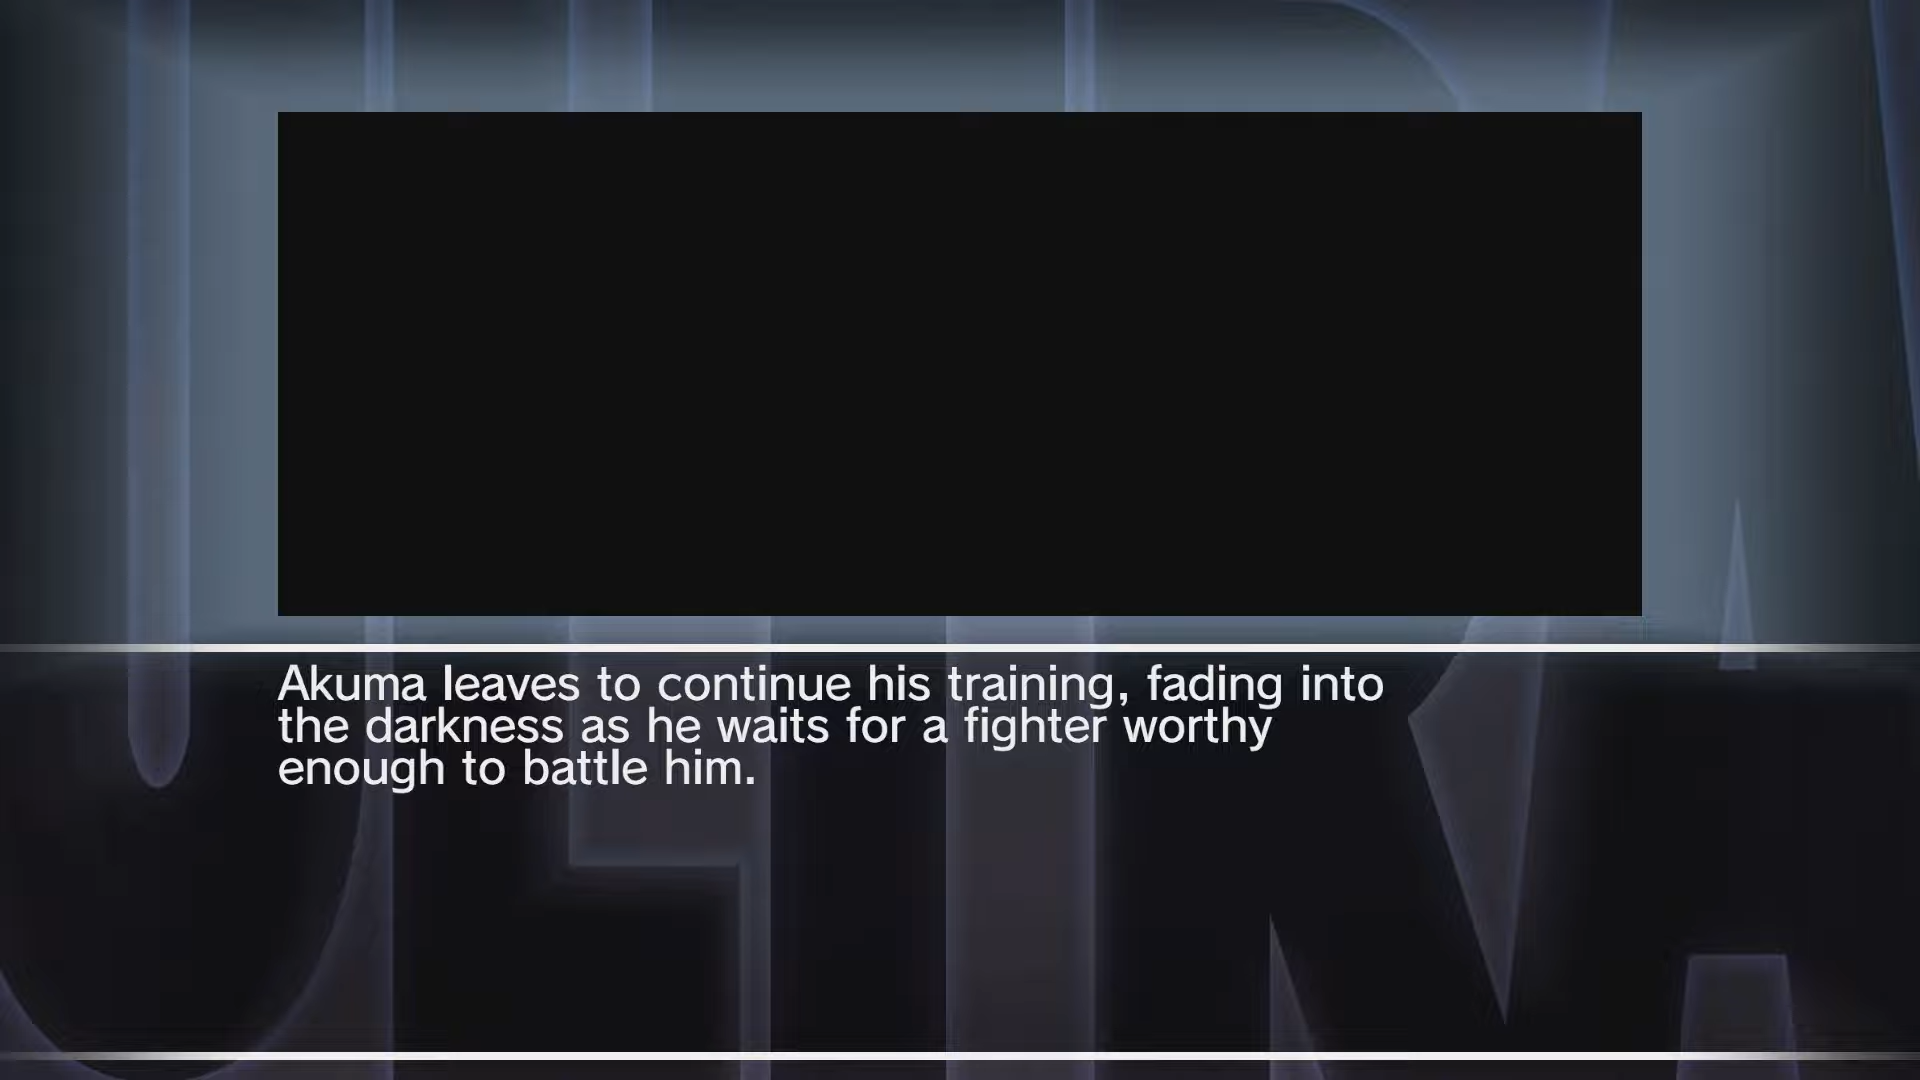 Akuma leaves to continue his training, fading into
the darkness as he waits for a fighter worthy
enough to battle him.